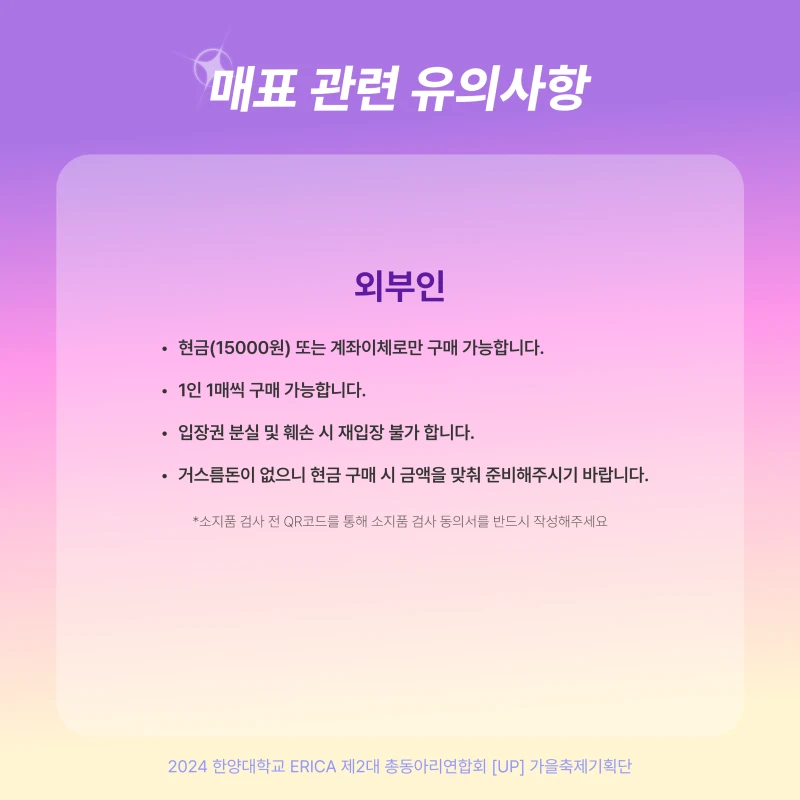 매표 관련 유의사항
외부인
• 현금(15000원) 또는 계좌이체로만 구매 가능합니다.
• 1인 1매씩 구매 가능합니다.
• 입장권 분실 및 훼손 시 재입장 불가 합니다.
• 거스름돈이 없으니 현금 구매 시 금액을 맞춰 준비해주시기 바랍니다.
*소지품 검사 전 QR코드를 통해 소지품 검사 동의서를 반드시 작성해주세요
2024 한양대학교 ERICA 제2대 총동아리연합회 [UP] 가을축제기획단